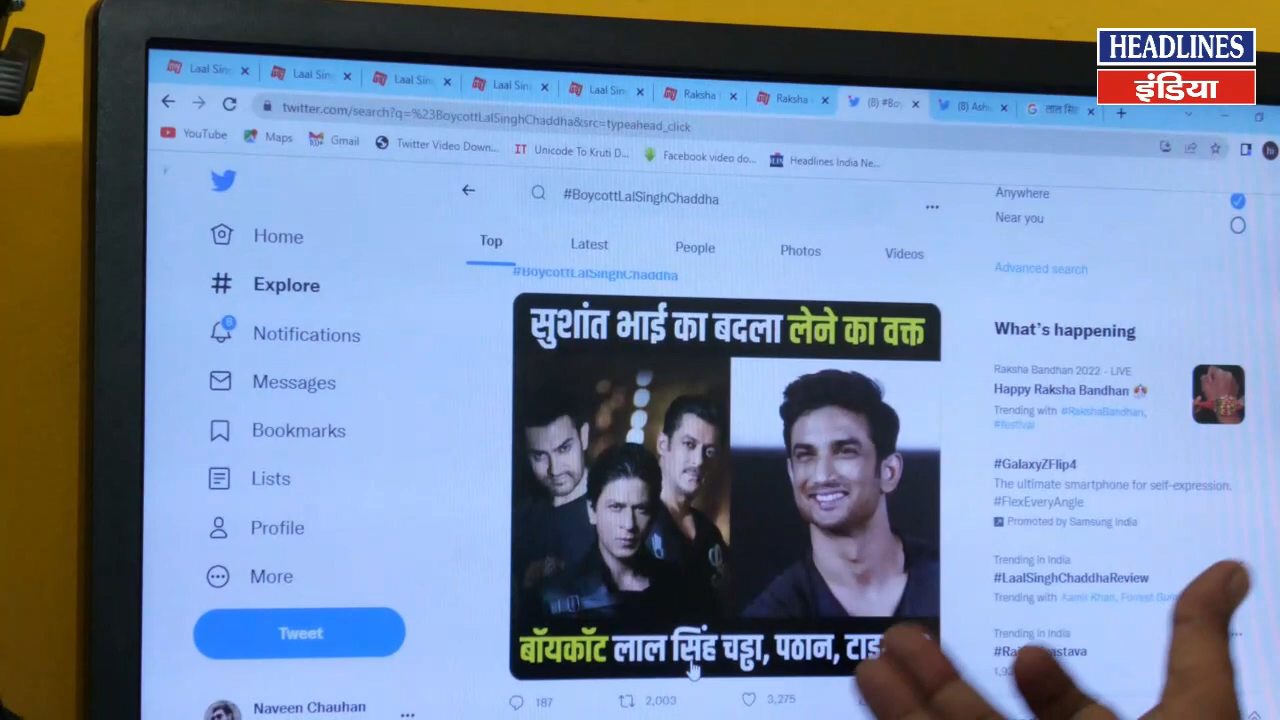 HEADLINES
इंडिया
Laal Sin
Laal Sin
Laal Sin
Laal Sin
Laal Sin
Raksha
Raksha
(8) #Bo
(8) Ash
लाल सिं
twitter.com/search?q=%23BoycottLalSinghChaddha&src=typeahead_click
YouTube
Maps
Gmail
Twitter Video Down...
Unicode To Kruti D...
Facebook video do...
Headlines India Ne...
#BoycottLalSinghChaddha
Top
Latest
People
Photos
Videos
Home
Explore
Notifications
8
Messages
Bookmarks
Lists
Profile
More
Tweet
Naveen Chauhan
#BoycottLalSinghChaddha
सुशांत भाई का बदला लेने का वक्त
बॉयकॉट लाल सिंह चड्ढा, पठान,
187
2,003
3,275
Anywhere
Near you
Advanced search
What's happening
Raksha Bandhan 2022 - LIVE
Happy Raksha Bandhan
Trending with #RakshaBandhan,
#festival
#GalaxyZFlip4
The ultimate smartphone for self-expression.
#FlexEveryAngle
Promoted by Samsung India
Trending in India
#LaalSinghChaddhaReview
Trending with Aamir Khan, Forrest
Trending in India